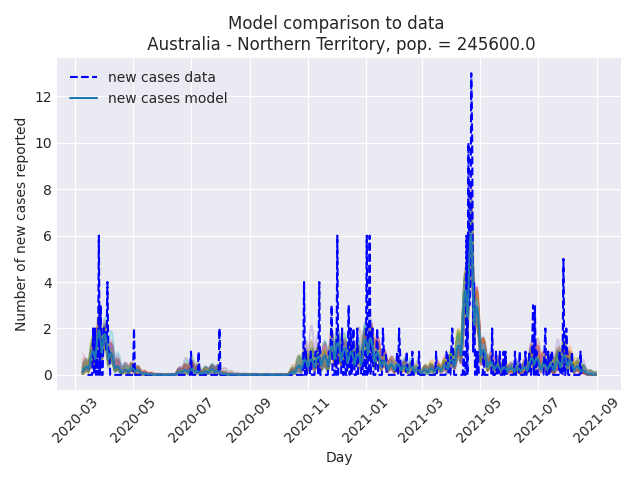 Model comparison to data
Australia - Northern Territory, pop. = 245600.0
new cases data
new cases model
Number of new cases reported
12
10
8
6
4
2
0
2020-03
2020-05
2020-07
2020-09
2020-11
2021-01
2021-03
2021-05
2021-07
2021-09
Day